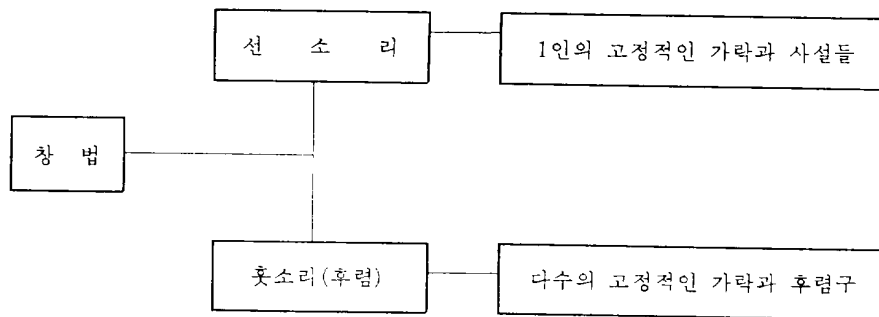 선 소 리
1인의 고정적인 가락과 사설들
창 법
훗소리(후렴)
다수의 고정적인 가락과 후렴구